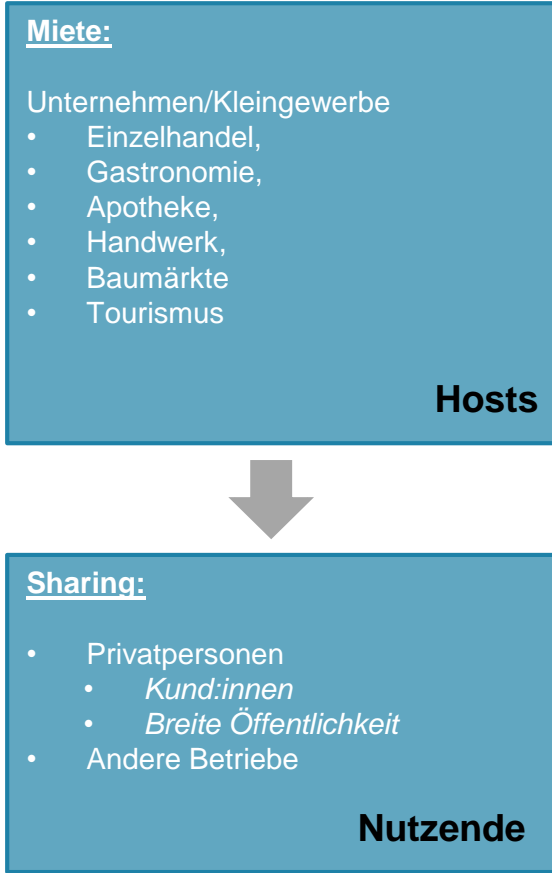 Miete:
Unternehmen/Kleingewerbe
• Einzelhandel,
• Gastronomie,
• Apotheke,
• Handwerk,
• Baumärkte
• Tourismus
Hosts
Sharing:
• Privatpersonen
• Kund:innen
• Breite Öffentlichkeit
• Andere Betriebe
Nutzende